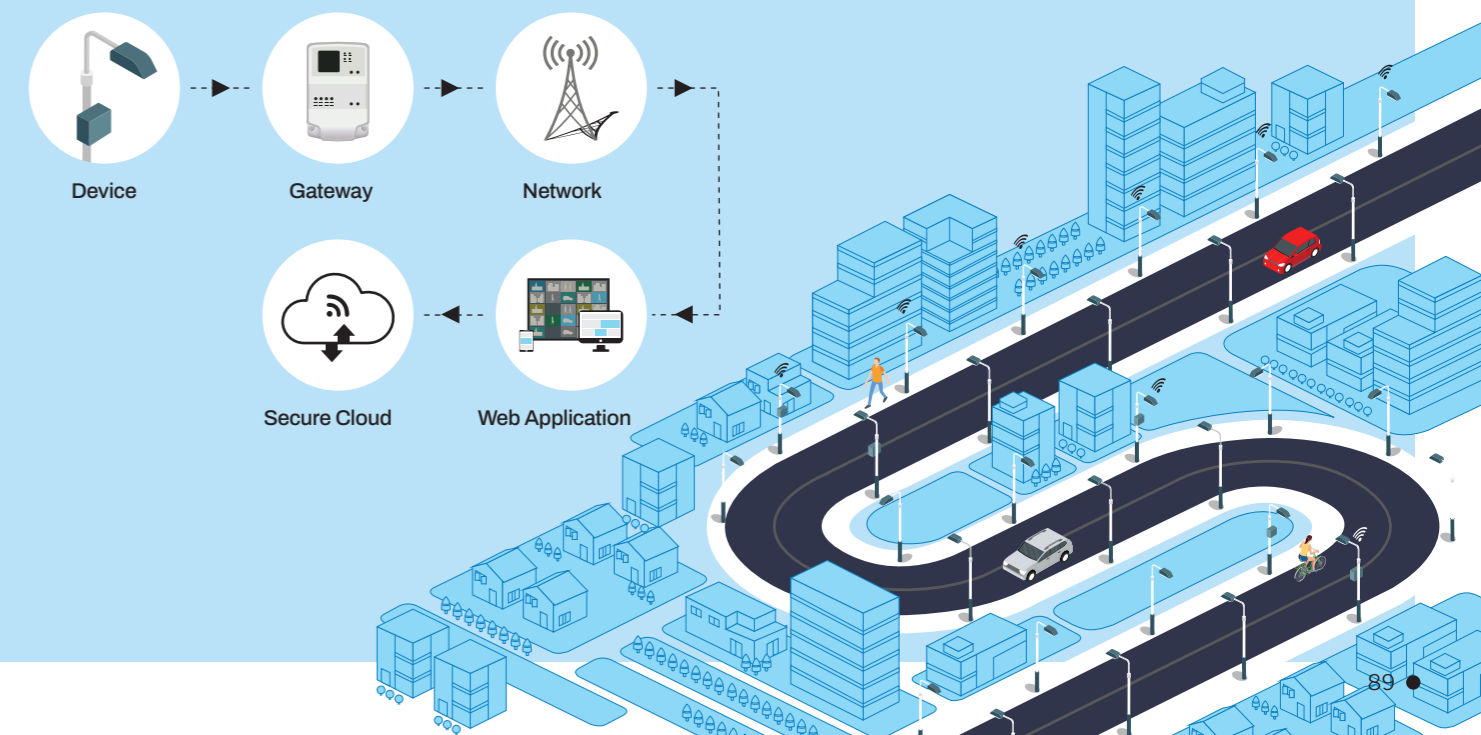 Device
Gateway
Network
Secure Cloud
Web Application
89